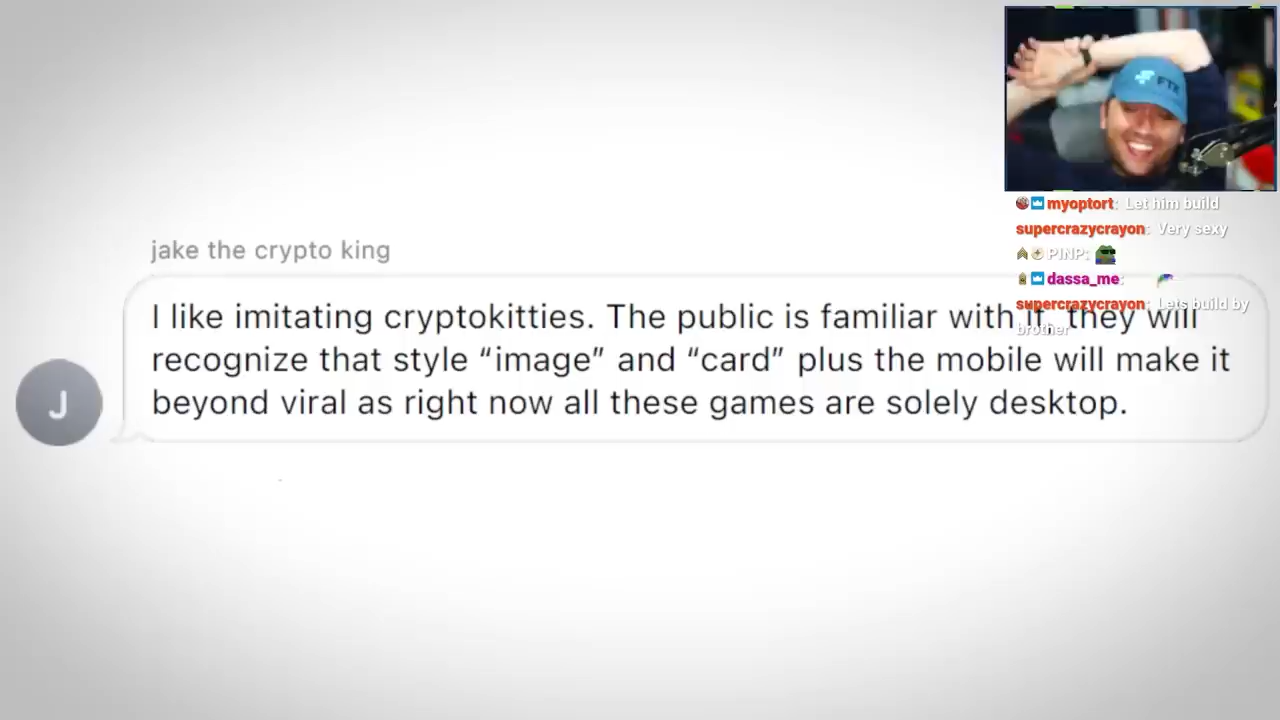 jake the crypto king
I like imitating cryptokitties. The public is familiar with it, they will
recognize that style “image” and “card” plus the mobile will make it
beyond viral as right now all these games are solely desktop.
J
FTX
myoptort: Let him build
supercrazycrayon: Very sexy
PINP:
dassa_me:
supercrazycrayon: Lets build by
brother